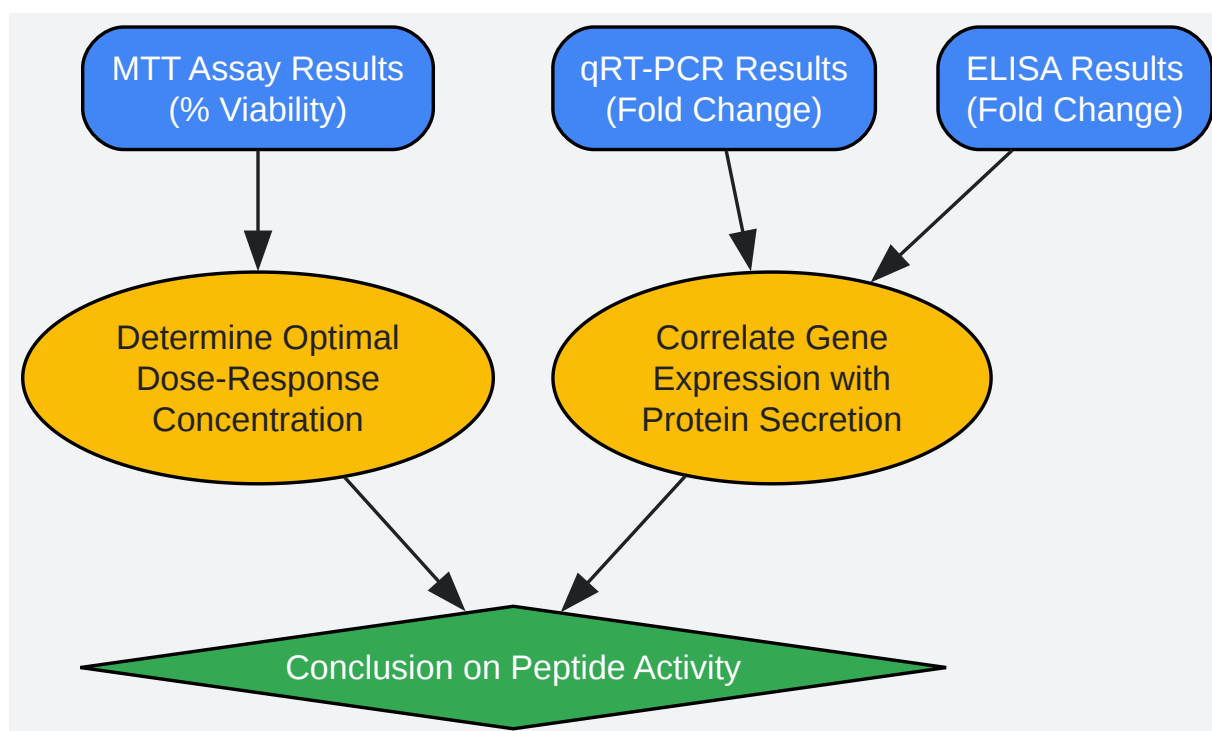 MTT Assay Results
(% Viability)
qRT-PCR Results
(Fold Change)
ELISA Results
(Fold Change)
Determine Optimal
Dose-Response
Concentration
Correlate Gene
Expression with
Protein Secretion
Conclusion on Peptide Activity